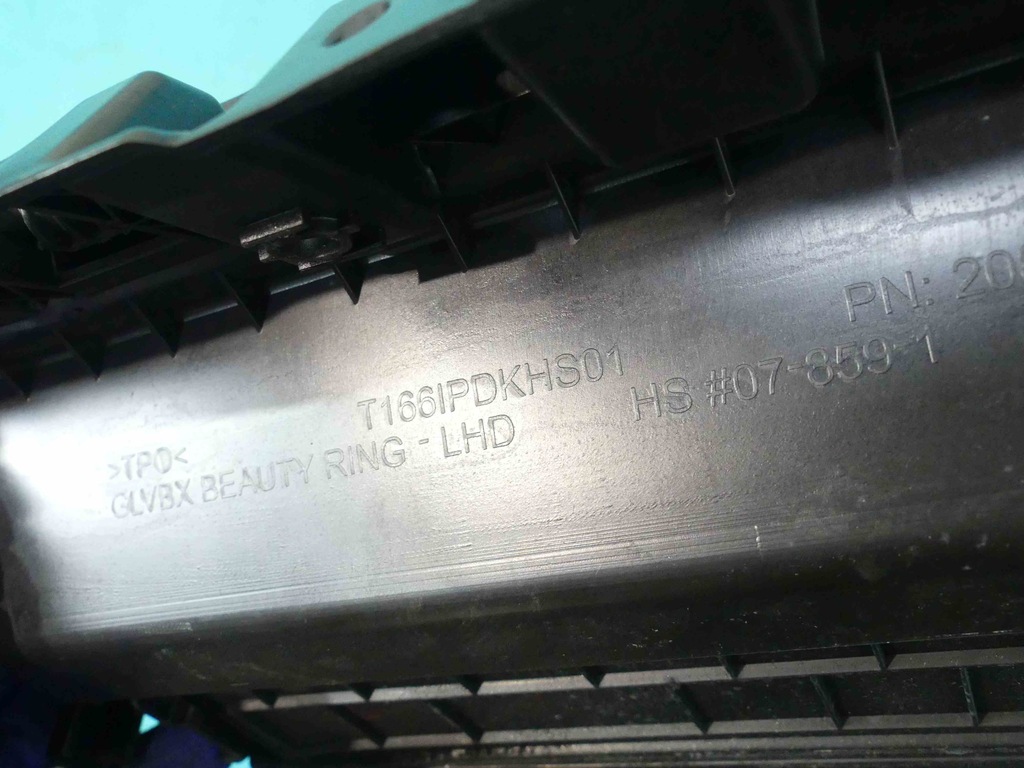 PN: 20
T166IPDKHS01
HS #07-859-1
>TPO<
GLVBX BEAUTY RING - LHD